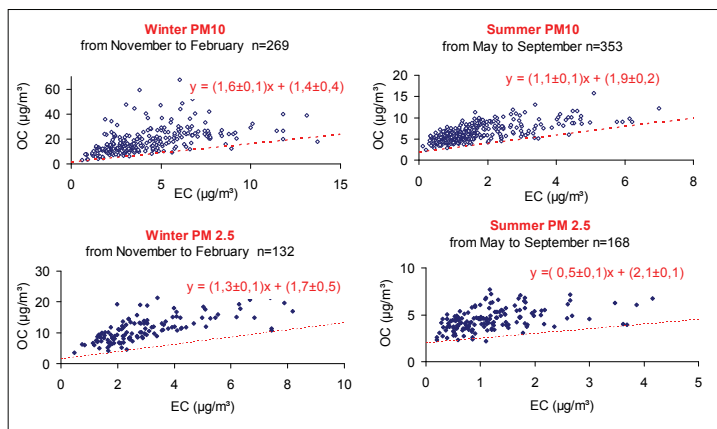 Winter PM10
from November to February n=269
y = (1,6±0,1)x + (1,4±0,4)
OC (µg/m³)
60
40
20
0
0 5 10 15
EC (µg/m³)
Summer PM10
from May to September n=353
y = (1,1±0,1)x + (1,9±0,2)
OC (µg/m³)
20
15
10
5
0
0 2 4 6 8
EC (µg/m³)
Winter PM 2.5
from November to February n=132
y = (1,3±0,1)x + (1,7±0,5)
OC (µg/m³)
30
20
10
0
0 2 4 6 8 10
EC (µg/m³)
Summer PM 2.5
from May to September n=168
y =( 0,5±0,1)x + (2,1±0,1)
OC (µg/m³)
10
5
0
0 1 2 3 4 5
EC (µg/m³)